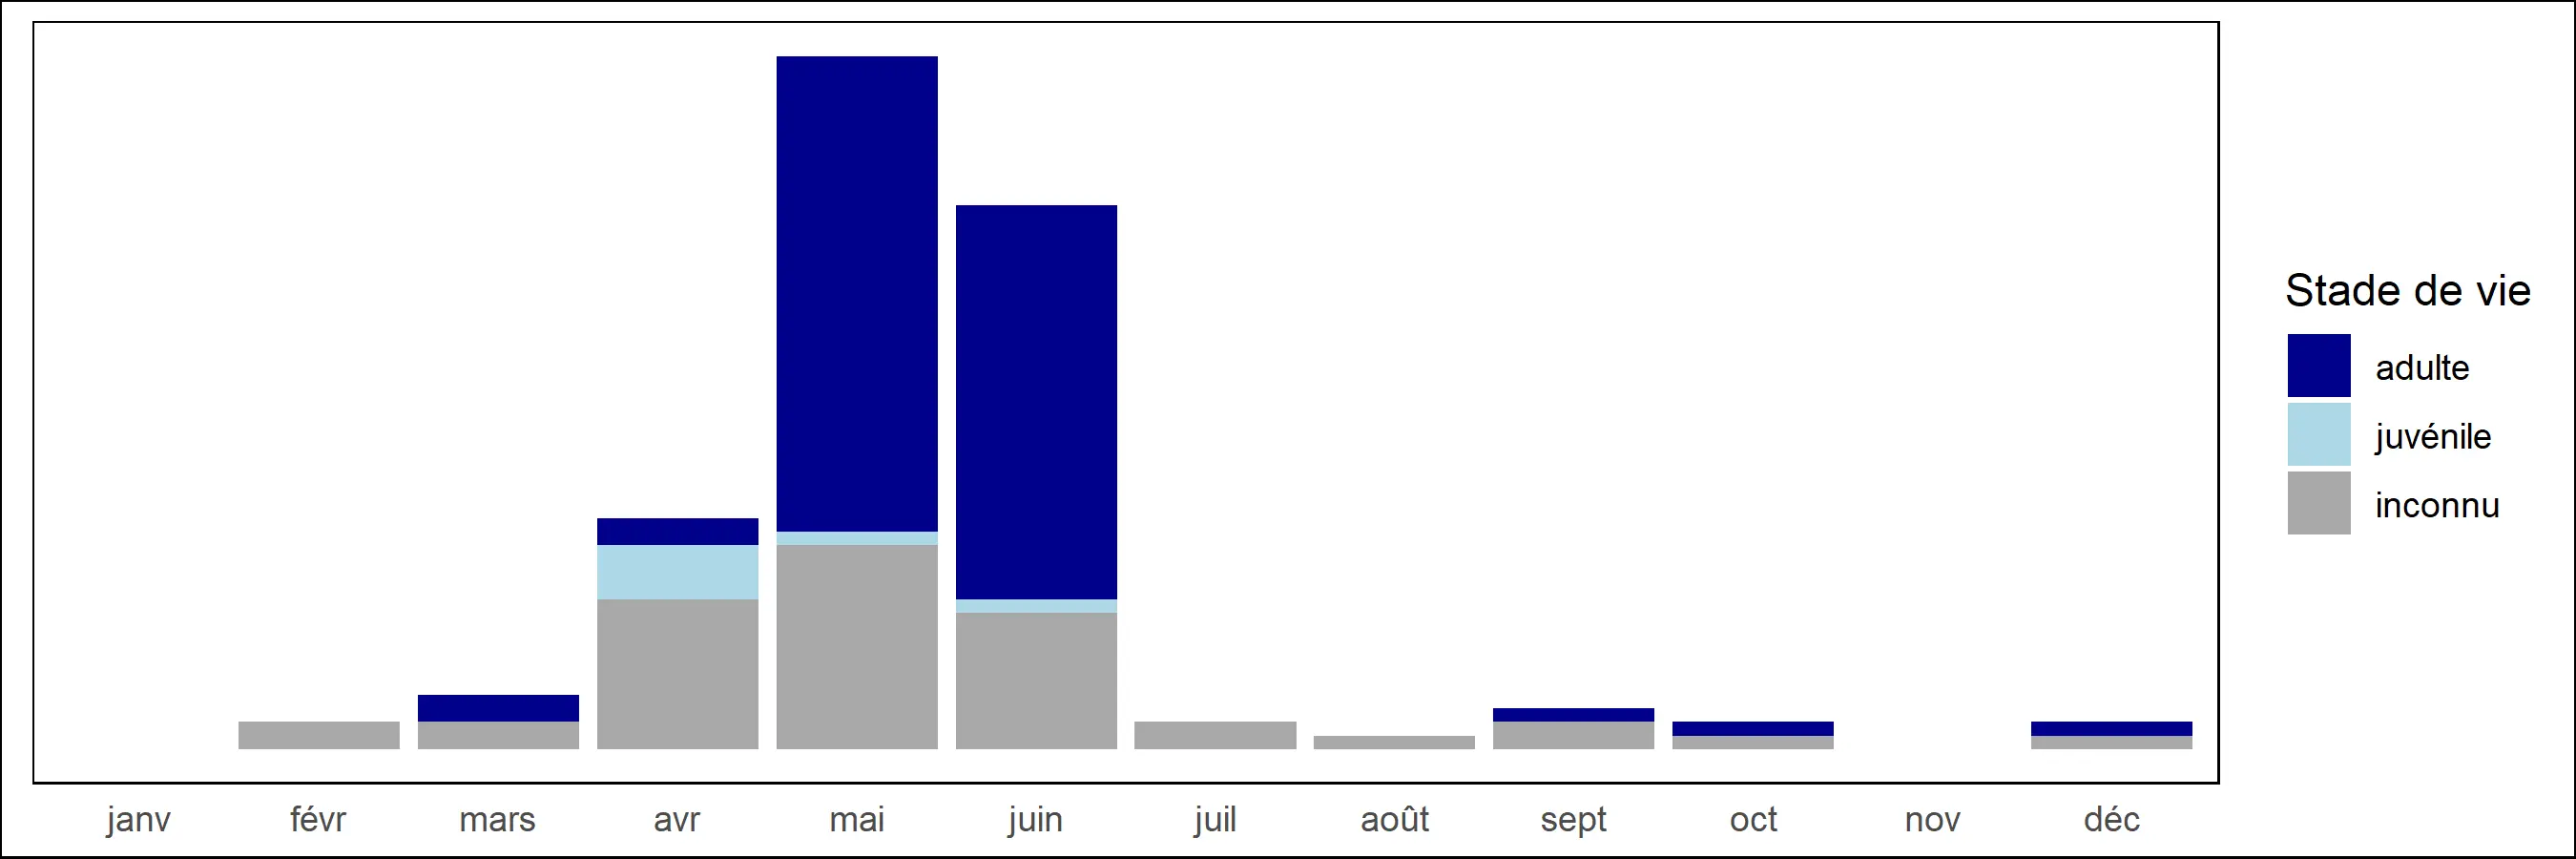 Stade de vie
adulte
juvénile
inconnu
janv févr mars avr mai juin juil août sept oct nov déc